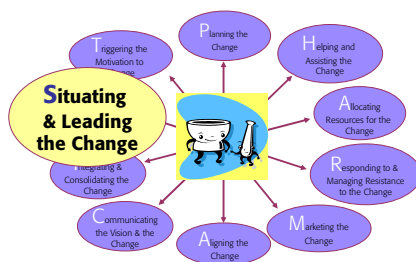 Triggering the
Motivation to
Planning the
Change
Helping and
Assisting the
Change
Situating
& Leading
the Change
Allocating
Resources for the
Change
Integrating &
Consolidating the
Change
Responding to &
Managing Resistance
to the Change
Communicating
the Vision & the
Change
Aligning the
Change
Marketing the
Change